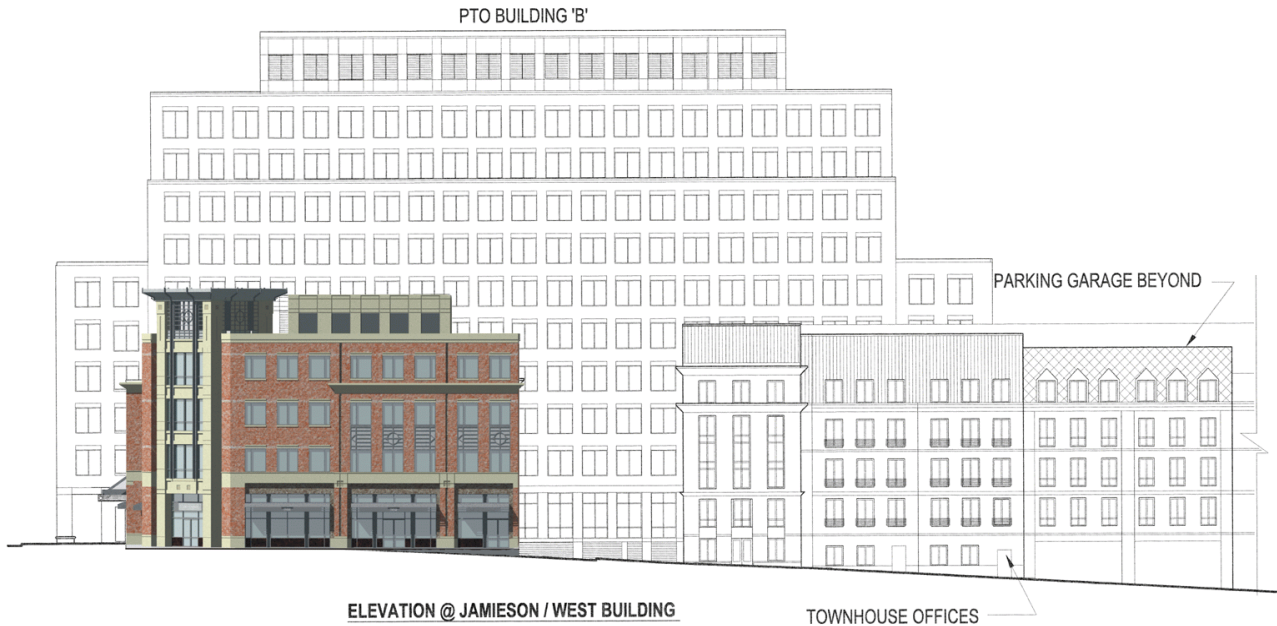 PTO BUILDING 'B'
PARKING GARAGE BEYOND
ELEVATION @ JAMIESON / WEST BUILDING
TOWNHOUSE OFFICES